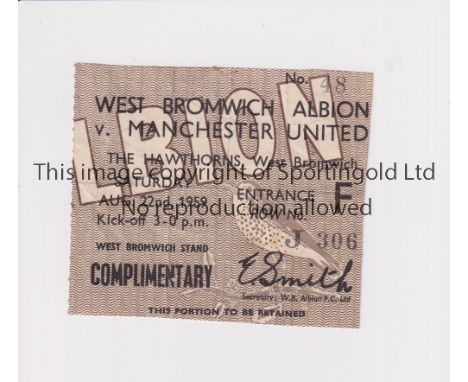 No. 48
ALBION
WEST BROMWICH ALBION
v. MANCHESTER UNITED
THE HAWTHORNS, West Bromwich
This image is copyright of Sportingold Ltd
SATURDAY
AUG. 22nd, 1959
Kick-off 3-0 p.m.
ENTRANCE F
No reproduction allowed
J 306
WEST BROMWICH STAND
COMPLIMENTARY
E Smith
Secretary: W.B. Albion F.C. Ltd
THIS PORTION TO BE RETAINED